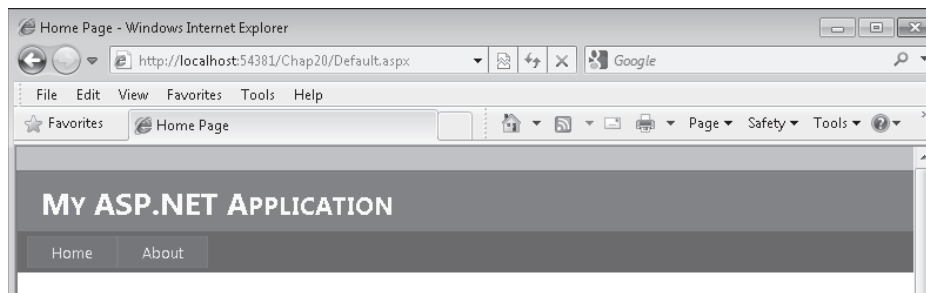 Home Page - Windows Internet Explorer
http://localhost:54381/Chap20/Default.aspx
Google
File Edit View Favorites Tools Help
Favorites
Home Page
Page Safety Tools
MY ASP.NET APPLICATION
Home About